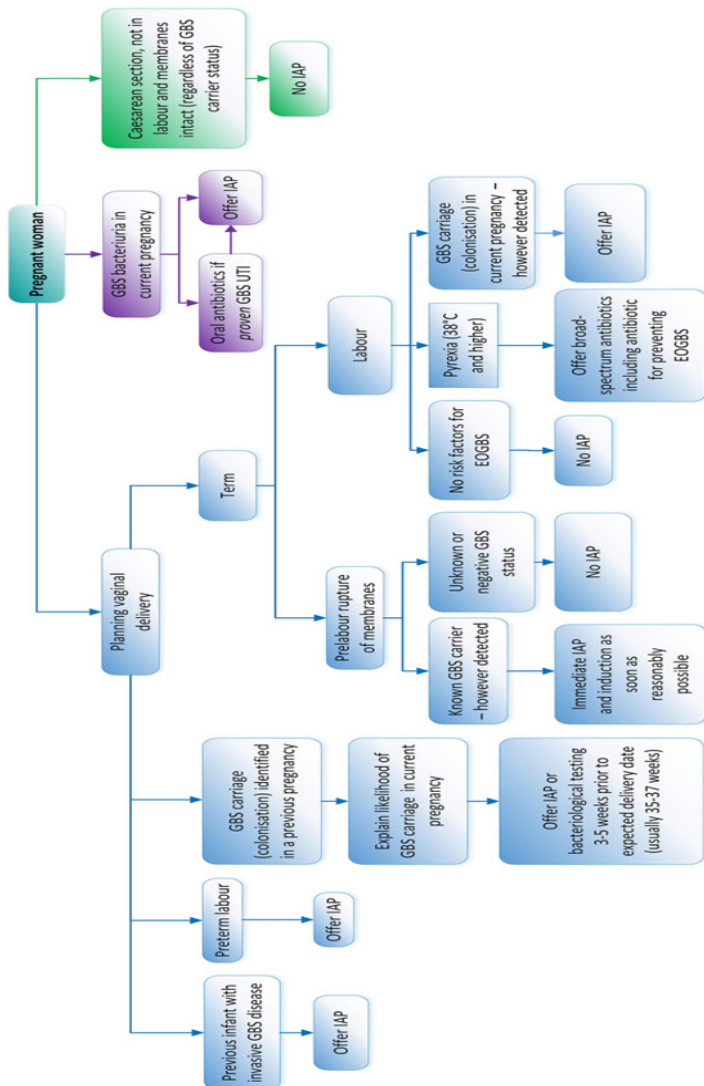 Pregnant woman
Planning vaginal
delivery
GBS bacteriuria in
current pregnancy
Caesarean section, not in
labour and membranes
intact (regardless of GBS
carrier status)
Oral antibiotics if
proven GBS UTI
Offer IAP
No IAP
Previous infant with
invasive GBS disease
Preterm labour
GBS carriage
(colonisation) identified
in a previous pregnancy
Term
Offer IAP
Offer IAP
Explain likelihood of
GBS carriage in current
pregnancy
Offer IAP or
bacteriological testing
3-5 weeks prior to
expected delivery date
(usually 35-37 weeks)
Prelabour rupture
of membranes
Labour
Known GBS carrier
– however detected
Unknown or
negative GBS
status
No risk factors for
EOGBS
Pyrexia (38°C
and higher)
GBS carriage
(colonisation) in
current pregnancy –
however detected
Immediate IAP
and induction as
soon as
reasonably
possible
No IAP
No IAP
Offer broad-
spectrum antibiotics
including antibiotic
for preventing
EOGBS
Offer IAP